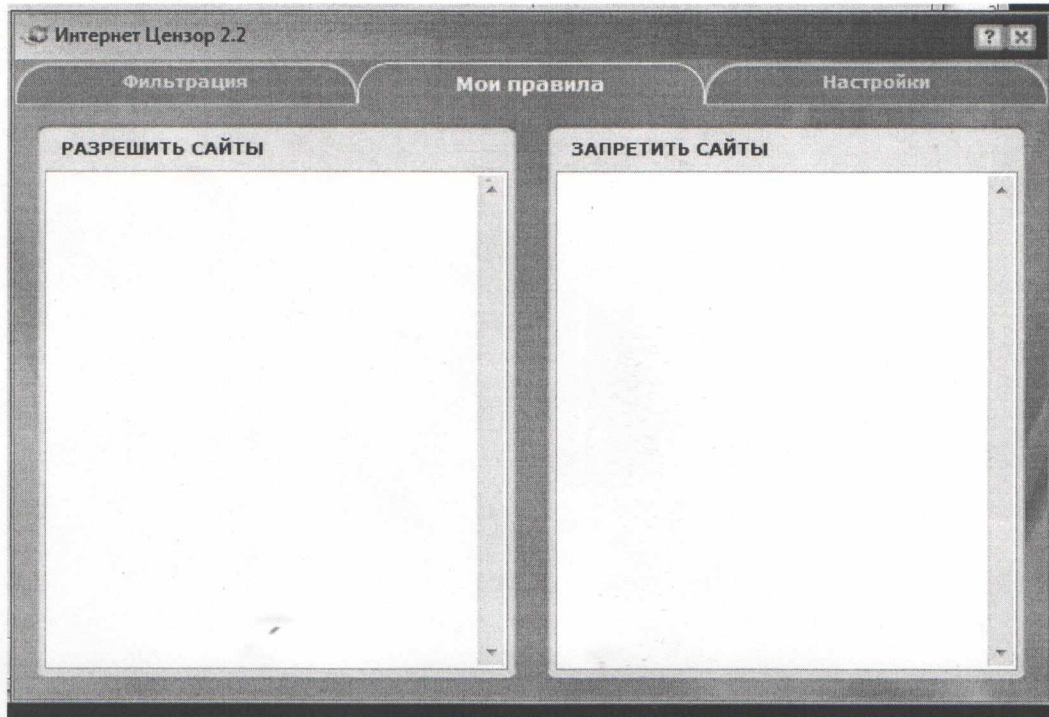 Интернет Цензор 2.2
? X
Фильтрация
Мои правила
Настройки
РАЗРЕШИТЬ САЙТЫ
ЗАПРЕТИТЬ САЙТЫ